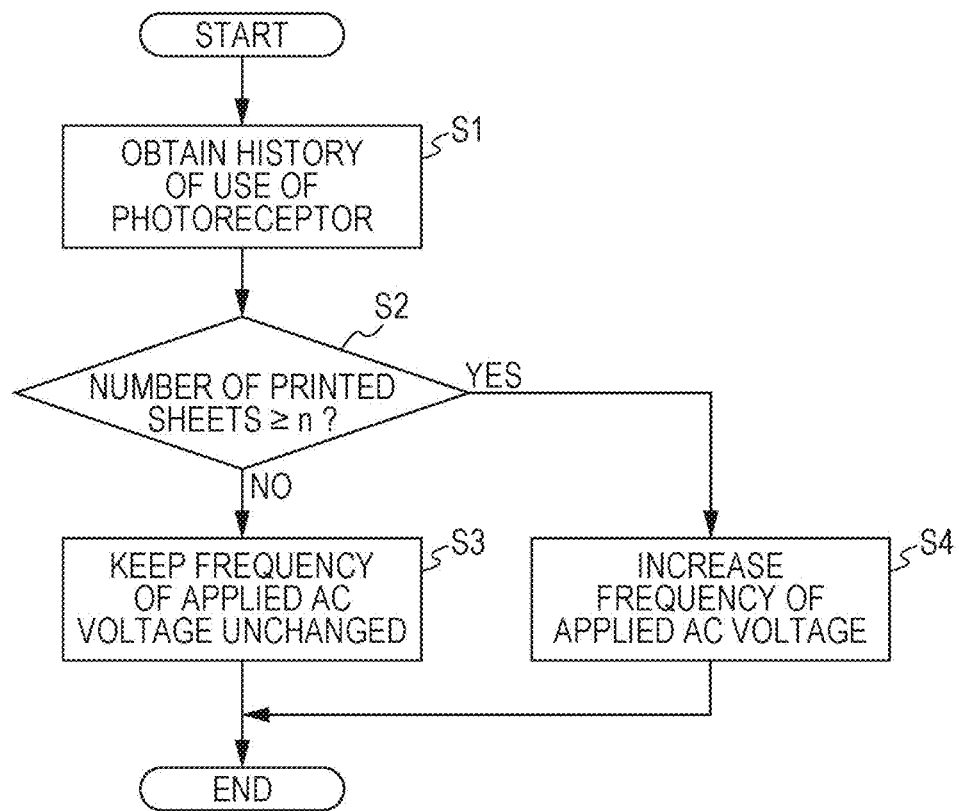 START
OBTAIN HISTORY
OF USE OF
PHOTORECEPTOR
S1
NUMBER OF PRINTED
SHEETS ≥ n ?
S2
YES
NO
KEEP FREQUENCY
OF APPLIED AC
VOLTAGE UNCHANGED
S3
INCREASE
FREQUENCY OF
APPLIED AC VOLTAGE
S4
END